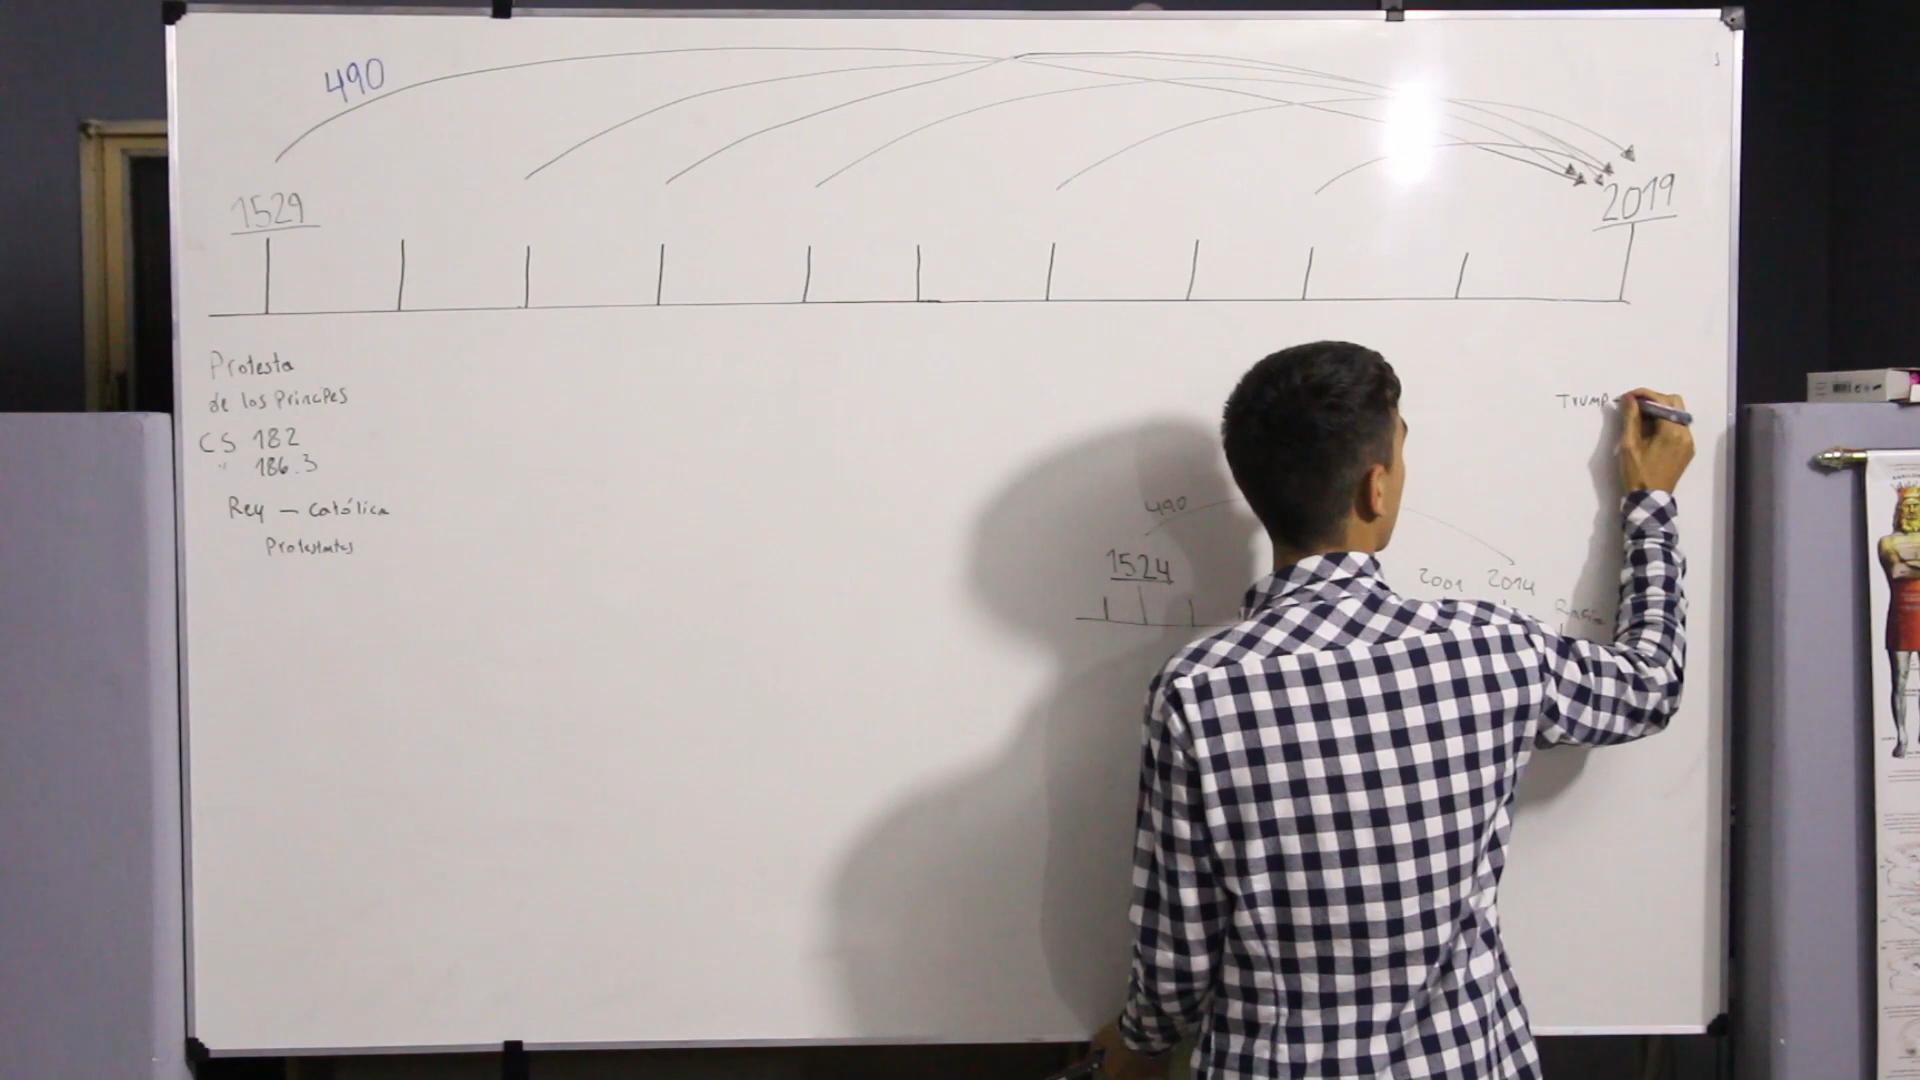 490
1529
2019
Protesta
de los Principes
CS 182
" 186.3
Rey - católica
Protestantes
Trump -
490
1524
2001 2014